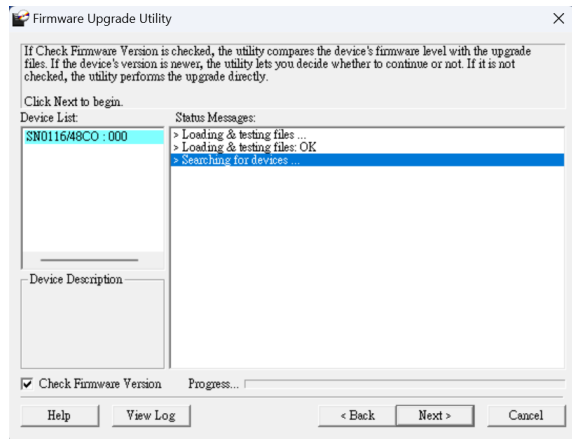 Firmware Upgrade Utility
If Check Firmware Version is checked, the utility compares the device's firmware level with the upgrade
files. If the device's version is newer, the utility lets you decide whether to continue or not. If it is not
checked, the utility performs the upgrade directly.
Click Next to begin.
Device List:
Status Messages:
SN0116/48CO : 000
> Loading & testing files ...
> Loading & testing files: OK
> Searching for devices ...
Device Description
Check Firmware Version
Progress...
Help
View Log
< Back
Next >
Cancel